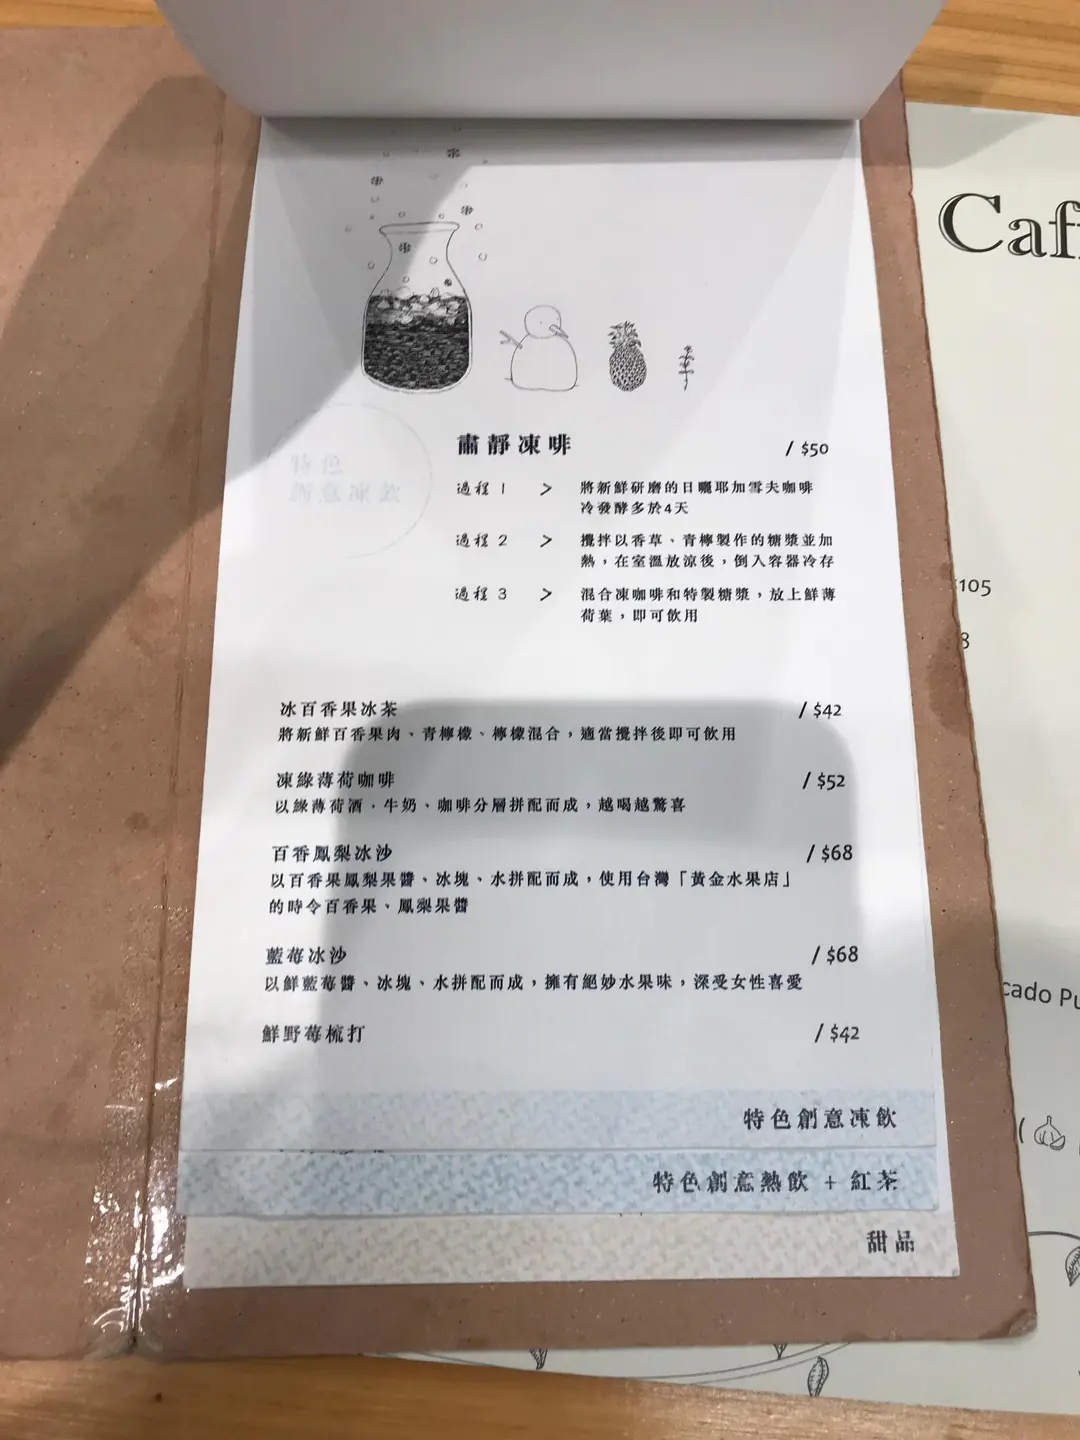 Caf
特色
創意凍飲
肅靜凍啡 / $50
過程 1 > 將新鮮研磨的日曬耶加雪夫咖啡
冷發酵多於4天
過程 2 > 攪拌以香草、青檸製作的糖漿並加
熱，在室溫放涼後，倒入容器冷存
過程 3 > 混合凍咖啡和特製糖漿，放上鮮薄
荷葉，即可飲用
105
8
冰百香果冰茶 / $42
將新鮮百香果肉、青檸檬、檸檬混合，適當攪拌後即可飲用
凍綠薄荷咖啡 / $52
以綠薄荷酒，牛奶、咖啡分層拼配而成，越喝越驚喜
百香鳳梨冰沙 / $68
以百香果鳳梨果醬、冰塊、水拼配而成，使用台灣「黃金水果店」
的時令百香果、鳳梨果醬
藍莓冰沙 / $68
以鮮藍莓醬、冰塊、水拼配而成，擁有絕妙水果味，深受女性喜愛
cado Pu
鮮野莓梳打 / $42
特色創意凍飲
特色創意熱飲 + 紅茶
甜品